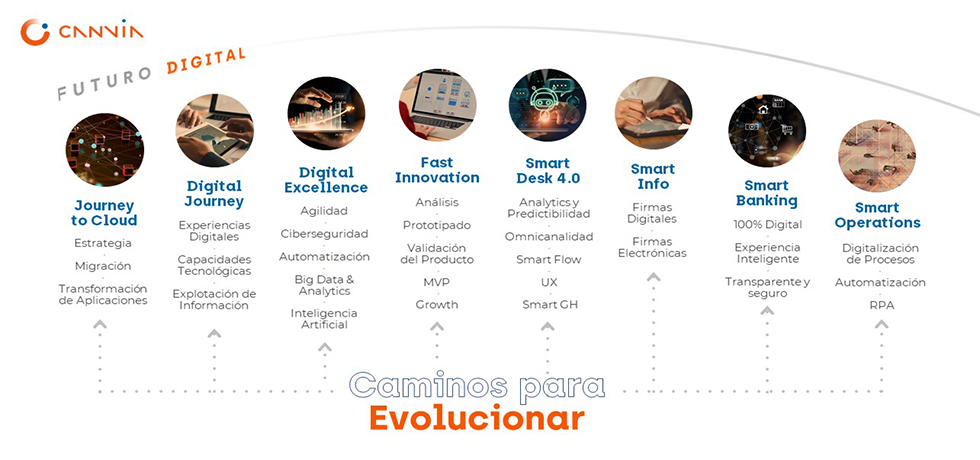 CANVIA
FUTURO DIGITAL
Journey
to Cloud
Estrategia
Migración
Transformación
de Aplicaciones
Digital
Journey
Experiencias
Digitales
Capacidades
Tecnológicas
Explotación de
Información
Digital
Excellence
Agilidad
Ciberseguridad
Automatización
Big Data &
Analytics
Inteligencia
Artificial
Fast
Innovation
Análisis
Prototipado
Validación
del Producto
MVP
Growth
Smart
Desk 4.0
Analytics y
Predictibilidad
Omnicanalidad
Smart Flow
UX
Smart GH
Smart
Info
Firmas
Digitales
Firmas
Electrónicas
Smart
Banking
100% Digital
Experiencia
Inteligente
Transparente y
seguro
Smart
Operations
Digitalización
de Procesos
Automatización
RPA
Caminos para
Evolucionar